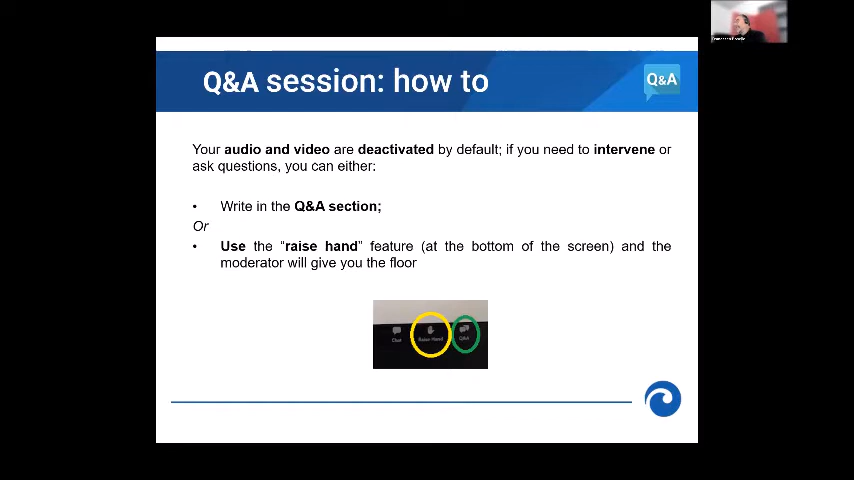 Q&A session: how to
Q&A
Your audio and video are deactivated by default; if you need to intervene or
ask questions, you can either:
• Write in the Q&A section;
Or
• Use the “raise hand” feature (at the bottom of the screen) and the
moderator will give you the floor
Chat
Raise Hand
Q&A